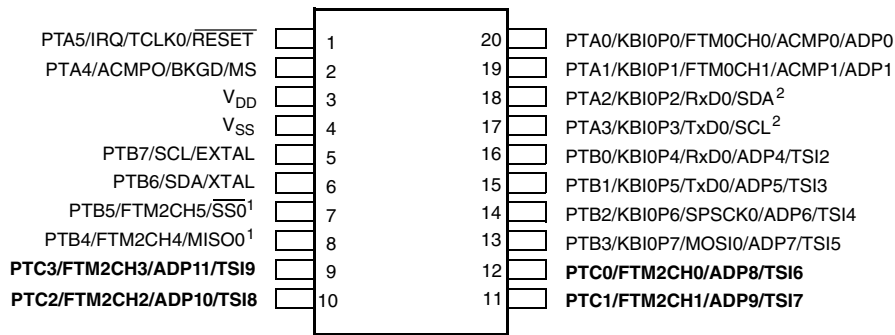 PTA5/IRQ/TCLK0/RESET 1 20 PTA0/KBI0P0/FTM0CH0/ACMP0/ADP0
PTA4/ACMPO/BKGD/MS 2 19 PTA1/KBI0P1/FTM0CH1/ACMP1/ADP1
VDD 3 18 PTA2/KBI0P2/RxD0/SDA2
VSS 4 17 PTA3/KBI0P3/TxD0/SCL2
PTB7/SCL/EXTAL 5 16 PTB0/KBI0P4/RxD0/ADP4/TSI2
PTB6/SDA/XTAL 6 15 PTB1/KBI0P5/TxD0/ADP5/TSI3
PTB5/FTM2CH5/SS01 7 14 PTB2/KBI0P6/SPSCK0/ADP6/TSI4
PTB4/FTM2CH4/MISO01 8 13 PTB3/KBI0P7/MOSI0/ADP7/TSI5
PTC3/FTM2CH3/ADP11/TSI9 9 12 PTC0/FTM2CH0/ADP8/TSI6
PTC2/FTM2CH2/ADP10/TSI8 10 11 PTC1/FTM2CH1/ADP9/TSI7